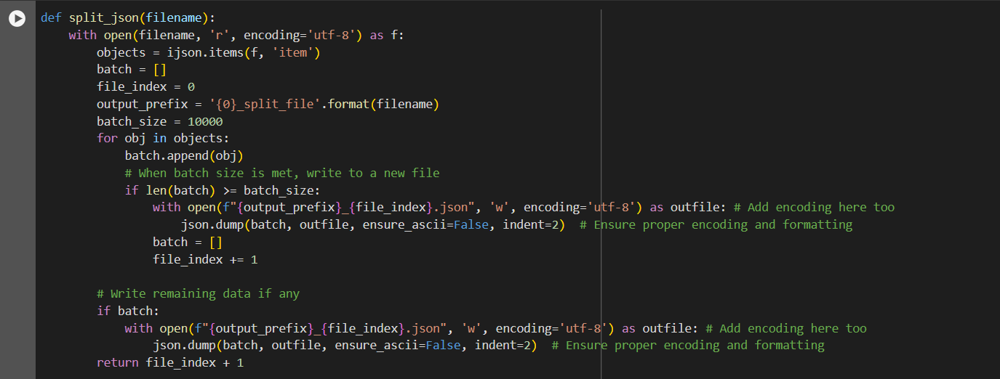 def split_json(filename):
    with open(filename, 'r', encoding='utf-8') as f:
        objects = ijson.items(f, 'item')
        batch = []
        file_index = 0
        output_prefix = '{0}_split_file'.format(filename)
        batch_size = 10000
        for obj in objects:
            batch.append(obj)
            # When batch size is met, write to a new file
            if len(batch) >= batch_size:
                with open(f"{output_prefix}_{file_index}.json", 'w', encoding='utf-8') as outfile: # Add encoding here too
                    json.dump(batch, outfile, ensure_ascii=False, indent=2)  # Ensure proper encoding and formatting
                batch = []
                file_index += 1

        # Write remaining data if any
        if batch:
            with open(f"{output_prefix}_{file_index}.json", 'w', encoding='utf-8') as outfile: # Add encoding here too
                json.dump(batch, outfile, ensure_ascii=False, indent=2)  # Ensure proper encoding and formatting
        return file_index + 1